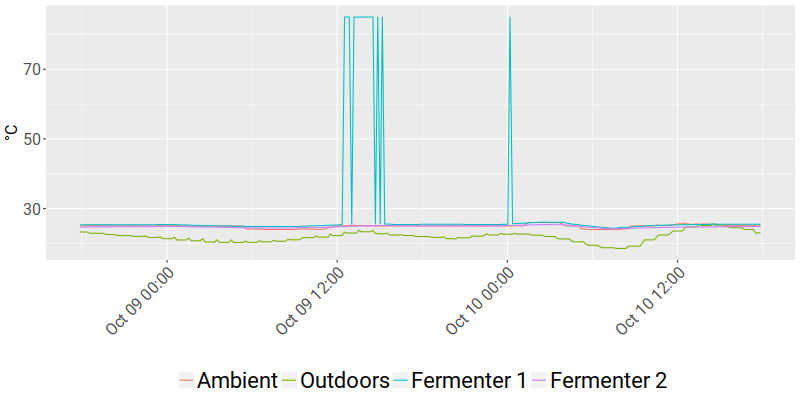 °C
70
50
30
Oct 09 00:00
Oct 09 12:00
Oct 10 00:00
Oct 10 12:00
Ambient Outdoors Fermenter 1 Fermenter 2